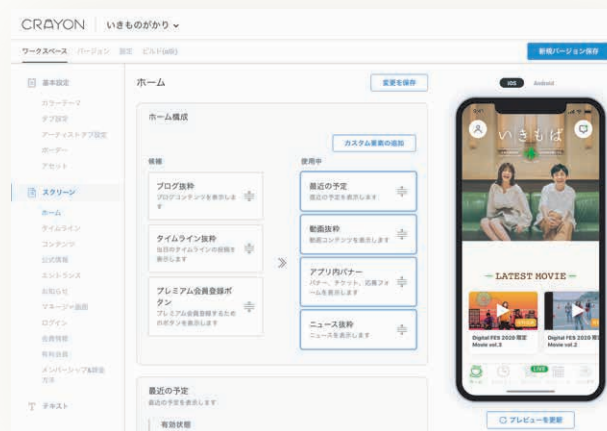 CRAYON
いきものがかり
ワークスペース
バージョン
設定
新規バージョン保存
基本設定
カラーテーマ
タブ設定
アーティストタブ設定
ボーダー
アセット
スクリーン
ホーム
タイムライン
コンテンツ
公式情報
エントランス
お知らせ
マネージャー画面
ログイン
会員情報
有料会員
テキスト
ホーム
変更を保存
ホーム構成
カスタム要素の追加
候補
使用中
ブログ抜粋
ブログコンテンツを表示しま
す
タイムライン抜粋
当日のタイムラインの投稿を
表示します
プレミアム会員登録ボ
タン
プレミアム会員登録するため
のボタンを表示します
最近の予定
最近の予定を表示します
動画抜粋
動画コンテンツを表示します
アプリ内バナー
バナー、チケット、応募フォ
ームを表示します
ニュース抜粋
ニュースを表示します
最近の予定
最近の予定を表示します
有効状態
iOS
Android
いきもば
LATEST MOVIE
Digital FES 2020 限定
Movie vol.3
Digital FES 2020 限定
Movie vol.2
LIVE
ホーム
プレビューを更新